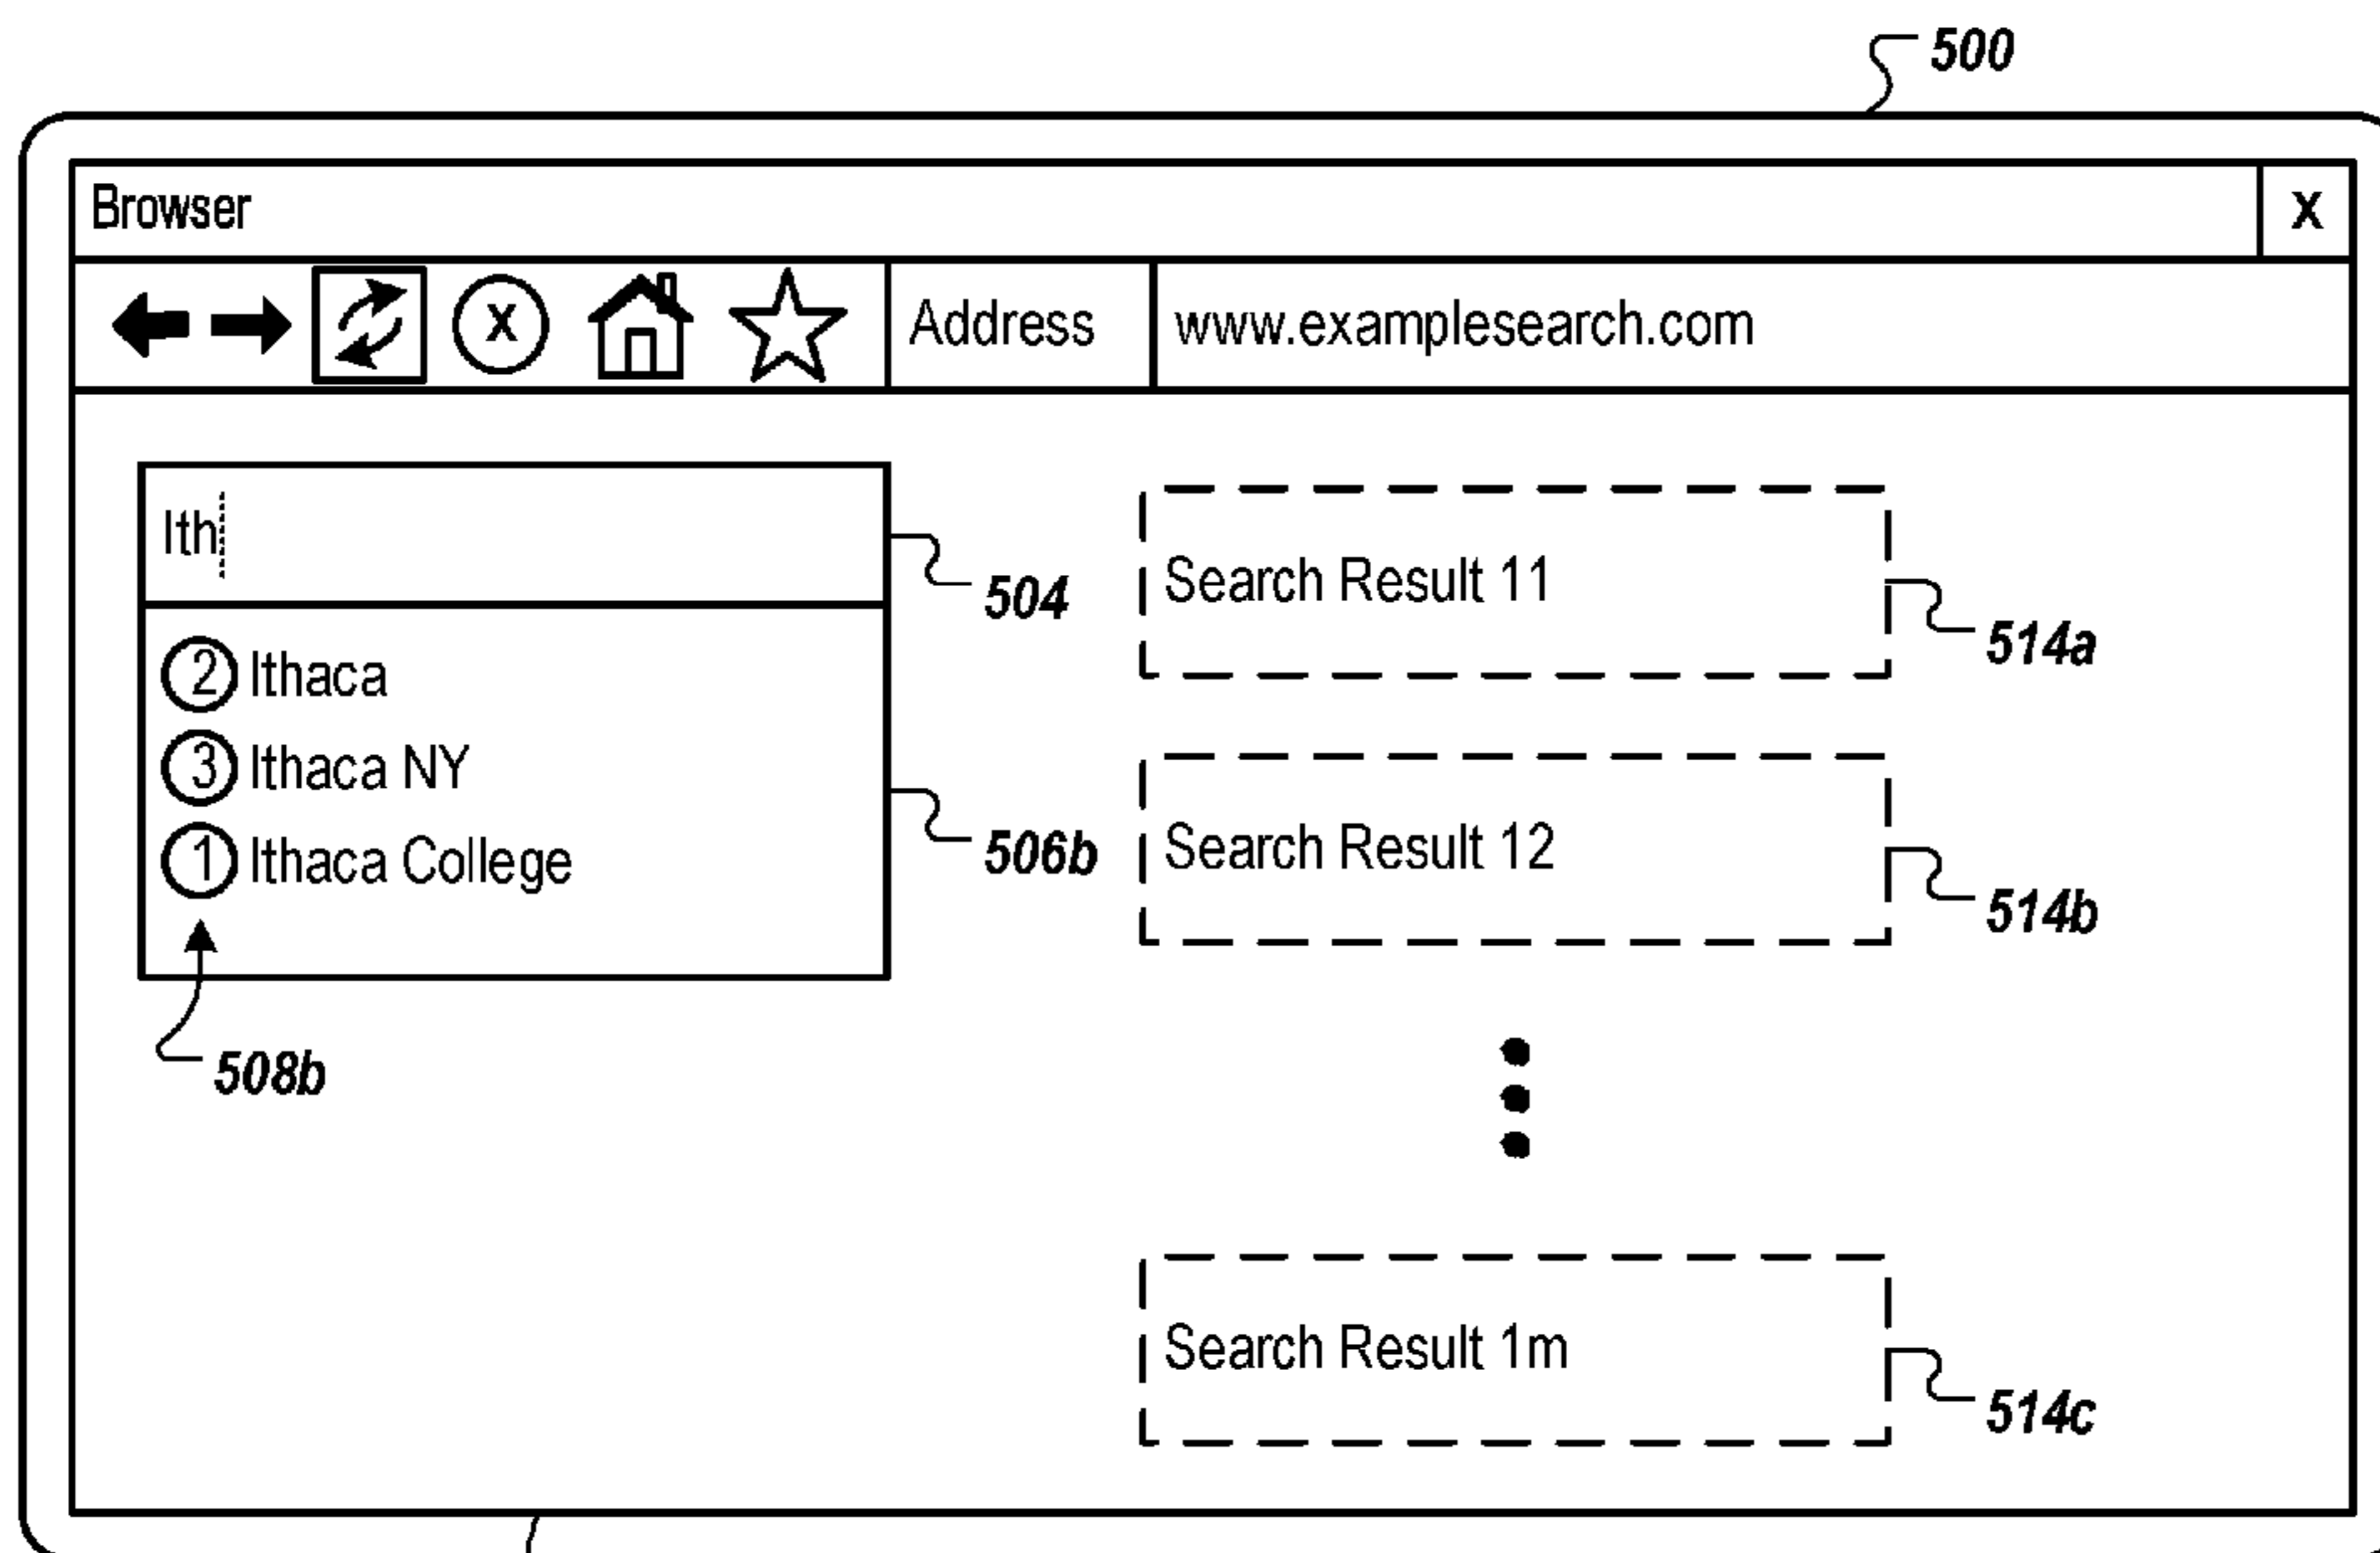 500
Browser
x
x
Address
www.examplesearch.com
Ith
504
2 Ithaca
3 Ithaca NY
1 Ithaca College
506b
508b
Search Result 11
514a
Search Result 12
514b
Search Result 1m
514c